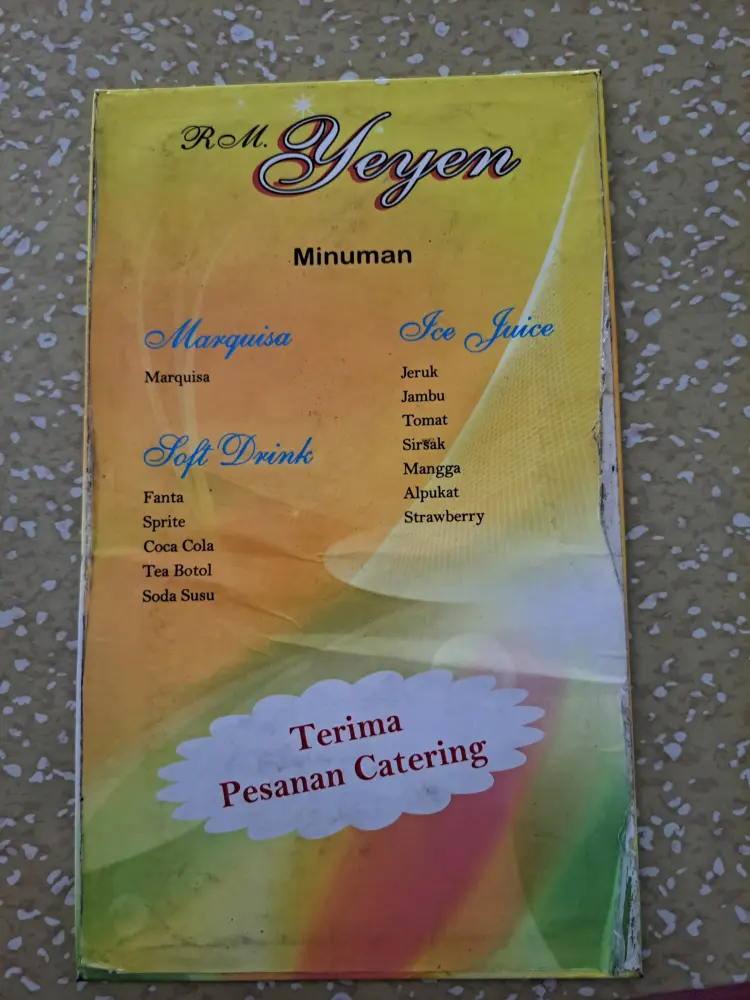 RM. Yeyen
Minuman
Marquisa
Marquisa
Soft Drink
Fanta
Sprite
Coca Cola
Tea Botol
Soda Susu
Ice Juice
Jeruk
Jambu
Tomat
Sirsak
Mangga
Alpukat
Strawberry
Terima
Pesanan Catering